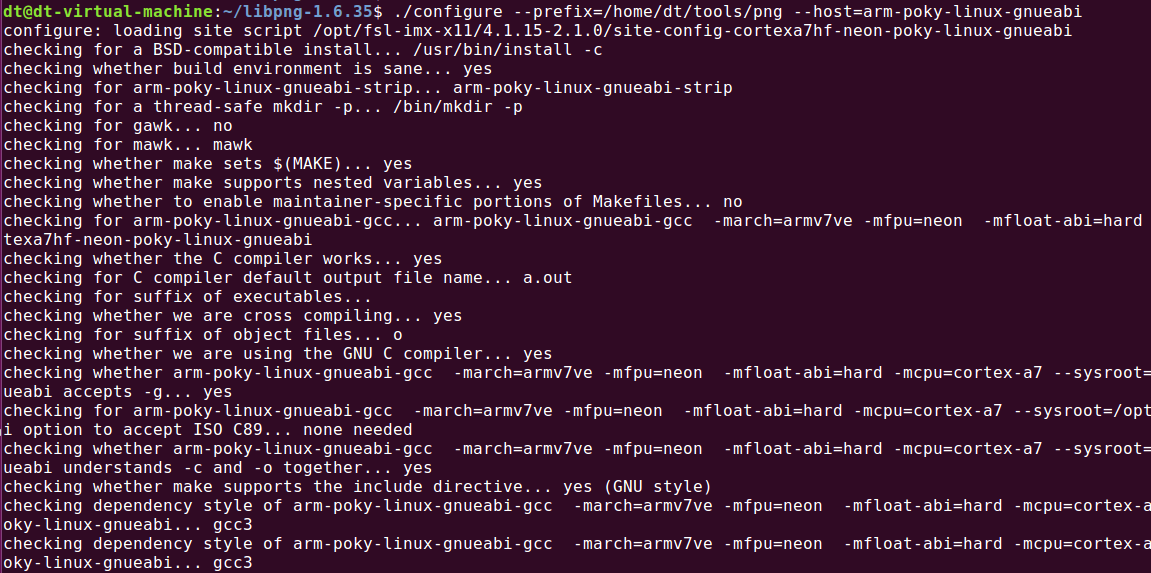 dt@dt-virtual-machine:~/libpng-1.6.35$ ./configure --prefix=/home/dt/tools/png --host=arm-poky-linux-gnueabi
configure: loading site script /opt/fsl-imx-x11/4.1.15-2.1.0/site-config-cortexa7hf-neon-poky-linux-gnueabi
checking for a BSD-compatible install... /usr/bin/install -c
checking whether build environment is sane... yes
checking for arm-poky-linux-gnueabi-strip... arm-poky-linux-gnueabi-strip
checking for a thread-safe mkdir -p... /bin/mkdir -p
checking for gawk... no
checking for mawk... mawk
checking whether make sets $(MAKE)... yes
checking whether make supports nested variables... yes
checking whether to enable maintainer-specific portions of Makefiles... no
checking for arm-poky-linux-gnueabi-gcc... arm-poky-linux-gnueabi-gcc  -march=armv7ve -mfpu=neon  -mfloat-abi=hard
texa7hf-neon-poky-linux-gnueabi
checking whether the C compiler works... yes
checking for C compiler default output file name... a.out
checking for suffix of executables...
checking whether we are cross compiling... yes
checking for suffix of object files... o
checking whether we are using the GNU C compiler... yes
checking whether arm-poky-linux-gnueabi-gcc  -march=armv7ve -mfpu=neon  -mfloat-abi=hard -mcpu=cortex-a7 --sysroot=
ueabi accepts -g... yes
checking for arm-poky-linux-gnueabi-gcc  -march=armv7ve -mfpu=neon  -mfloat-abi=hard -mcpu=cortex-a7 --sysroot=/opt
i option to accept ISO C89... none needed
checking whether arm-poky-linux-gnueabi-gcc  -march=armv7ve -mfpu=neon  -mfloat-abi=hard -mcpu=cortex-a7 --sysroot=
ueabi understands -c and -o together... yes
checking whether make supports the include directive... yes (GNU style)
checking dependency style of arm-poky-linux-gnueabi-gcc  -march=armv7ve -mfpu=neon  -mfloat-abi=hard -mcpu=cortex-a
oky-linux-gnueabi... gcc3
checking dependency style of arm-poky-linux-gnueabi-gcc  -march=armv7ve -mfpu=neon  -mfloat-abi=hard -mcpu=cortex-a
oky-linux-gnueabi... gcc3